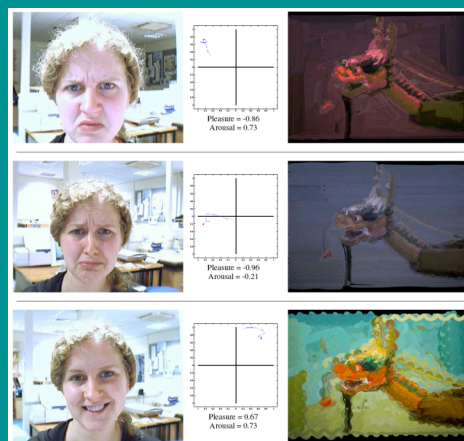 Pleasure = -0.86
Arousal = 0.73
Pleasure = -0.96
Arousal = -0.21
Pleasure = 0.67
Arousal = 0.73